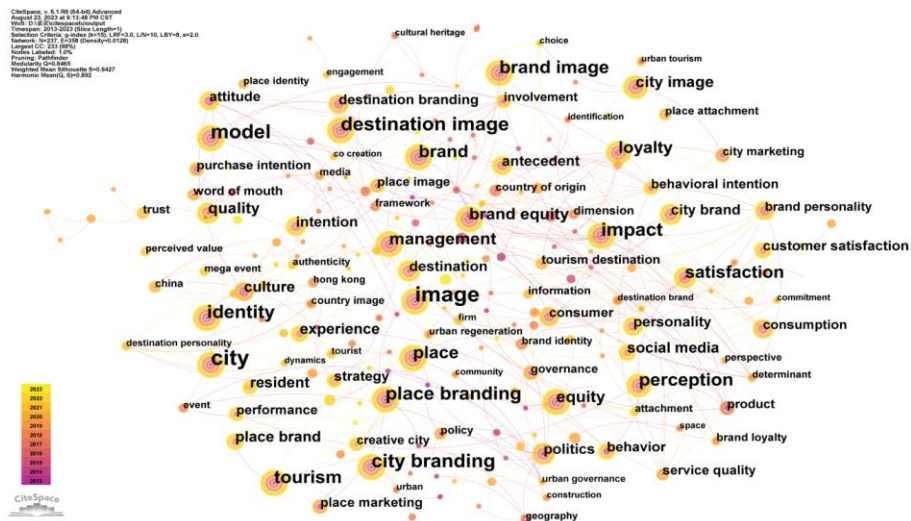 CiteSpace, v. 6.1.R6 (64-bit) Advanced
August 23, 2023 at 9:13:48 PM CST
Timespan: 2013-2023 (Slice Length=1)
Selection Criteria: g-index (k=15), LRF=3.0, L/N=10, LBY=8, e=2.0
Network: N=237, E=358 (Density=0.0128)
Largest CC: 233 (98%)
Nodes Labeled: 1.0%
Pruning: Pathfinder
Modularity Q=0.8465
Weighted Mean Silhouette S=0.9427
Harmonic Mean(Q, S)=0.892
cultural heritage
choice
urban tourism
engagement
brand image
city image
place identity
attitude
destination branding
involvement
place attachment
identification
model
destination image
loyalty
city marketing
co creation
brand
antecedent
purchase intention
media
place image
country of origin
behavioral intention
word of mouth
framework
trust
quality
intention
brand equity
dimension
city brand
brand personality
impact
management
perceived value
authenticity
tourism destination
customer satisfaction
mega event
destination
satisfaction
china
culture
hong kong
information
destination brand
commitment
country image
image
identity
firm
consumer
personality
consumption
experience
urban regeneration
brand identity
destination personality
tourist
social media
perspective
city
dynamics
place
community
governance
determinant
resident
strategy
perception
event
place branding
equity
product
performance
attachment
space
policy
place brand
creative city
politics
behavior
brand loyalty
city branding
service quality
tourism
urban
urban governance
construction
place marketing
geography
2023
2022
2021
2020
2019
2018
2017
2016
2015
2014
2013
CiteSpace